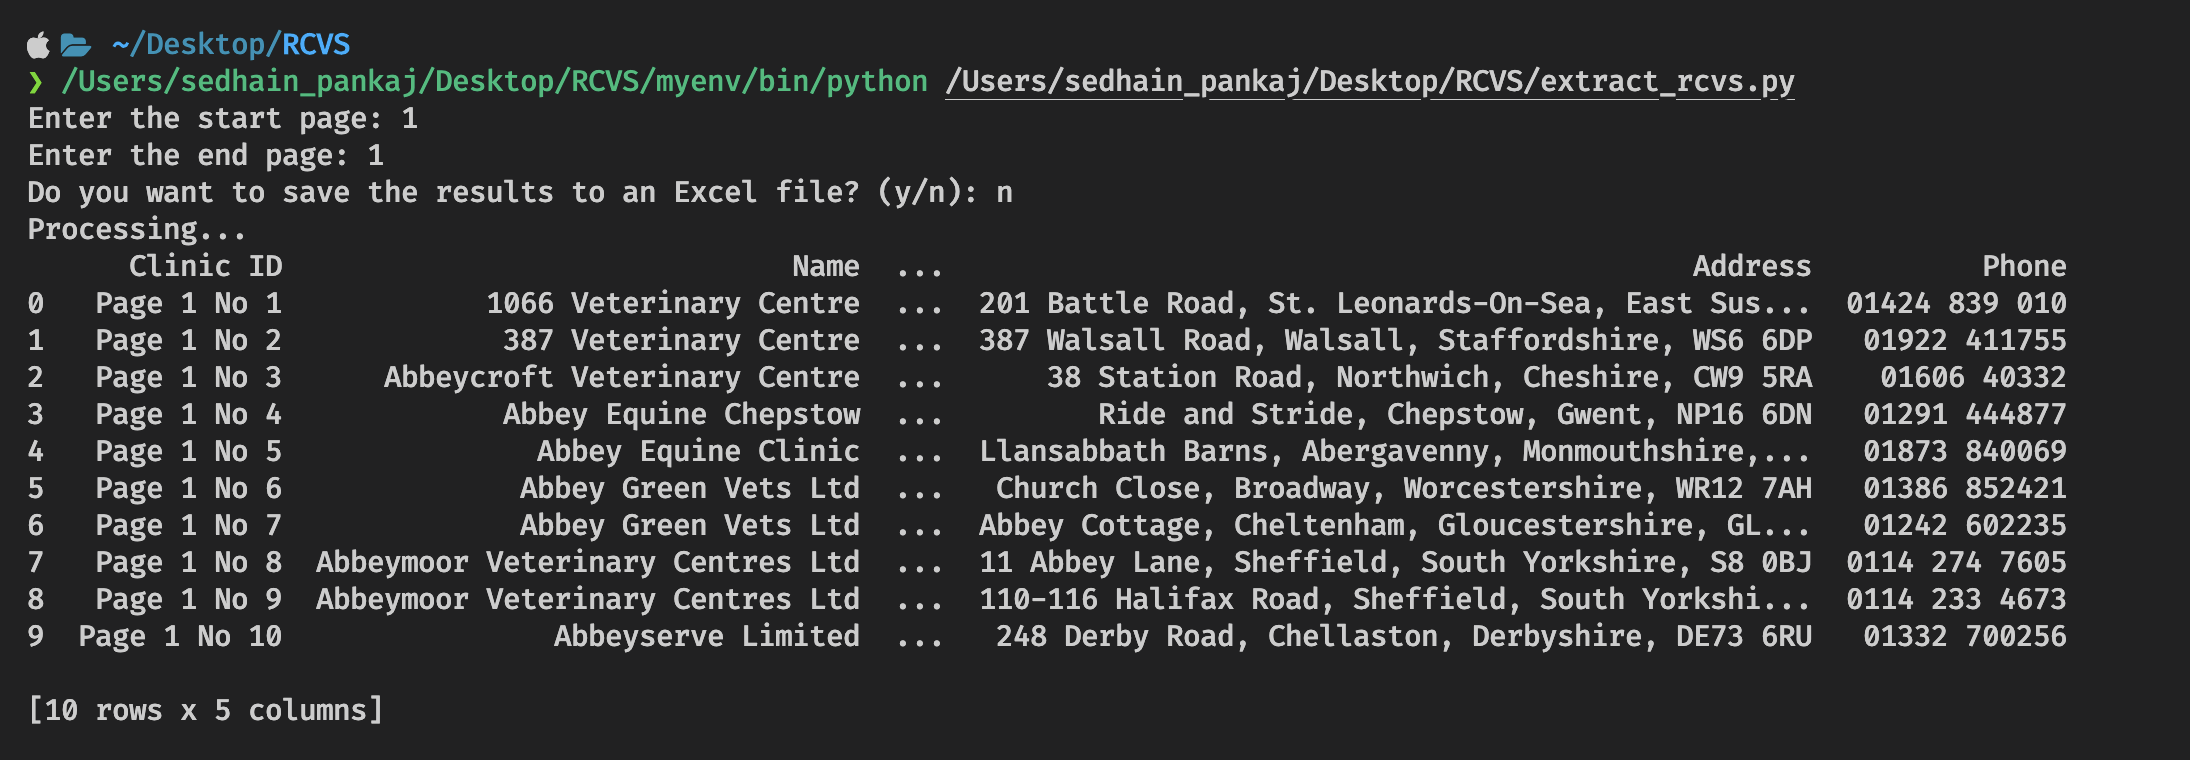 ~/Desktop/RCVS
❯ /Users/sedhain_pankaj/Desktop/RCVS/myenv/bin/python /Users/sedhain_pankaj/Desktop/RCVS/extract_rcvs.py
Enter the start page: 1
Enter the end page: 1
Do you want to save the results to an Excel file? (y/n): n
Processing...
Clinic ID Name ... Address Phone
0 Page 1 No 1 1066 Veterinary Centre ... 201 Battle Road, St. Leonards-On-Sea, East Sus... 01424 839 010
1 Page 1 No 2 387 Veterinary Centre ... 387 Walsall Road, Walsall, Staffordshire, WS6 6DP 01922 411755
2 Page 1 No 3 Abbeycroft Veterinary Centre ... 38 Station Road, Northwich, Cheshire, CW9 5RA 01606 40332
3 Page 1 No 4 Abbey Equine Chepstow ... Ride and Stride, Chepstow, Gwent, NP16 6DN 01291 444877
4 Page 1 No 5 Abbey Equine Clinic ... Llansabbath Barns, Abergavenny, Monmouthshire,... 01873 840069
5 Page 1 No 6 Abbey Green Vets Ltd ... Church Close, Broadway, Worcestershire, WR12 7AH 01386 852421
6 Page 1 No 7 Abbey Green Vets Ltd ... Abbey Cottage, Cheltenham, Gloucestershire, GL... 01242 602235
7 Page 1 No 8 Abbeymoor Veterinary Centres Ltd ... 11 Abbey Lane, Sheffield, South Yorkshire, S8 0BJ 0114 274 7605
8 Page 1 No 9 Abbeymoor Veterinary Centres Ltd ... 110-116 Halifax Road, Sheffield, South Yorkshi... 0114 233 4673
9 Page 1 No 10 Abbeyserve Limited ... 248 Derby Road, Chellaston, Derbyshire, DE73 6RU 01332 700256
[10 rows x 5 columns]